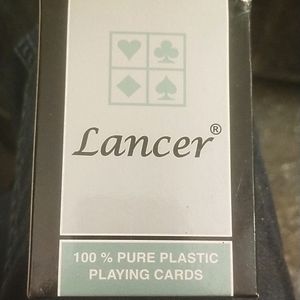 Lancer®
100 % PURE PLASTIC
PLAYING CARDS